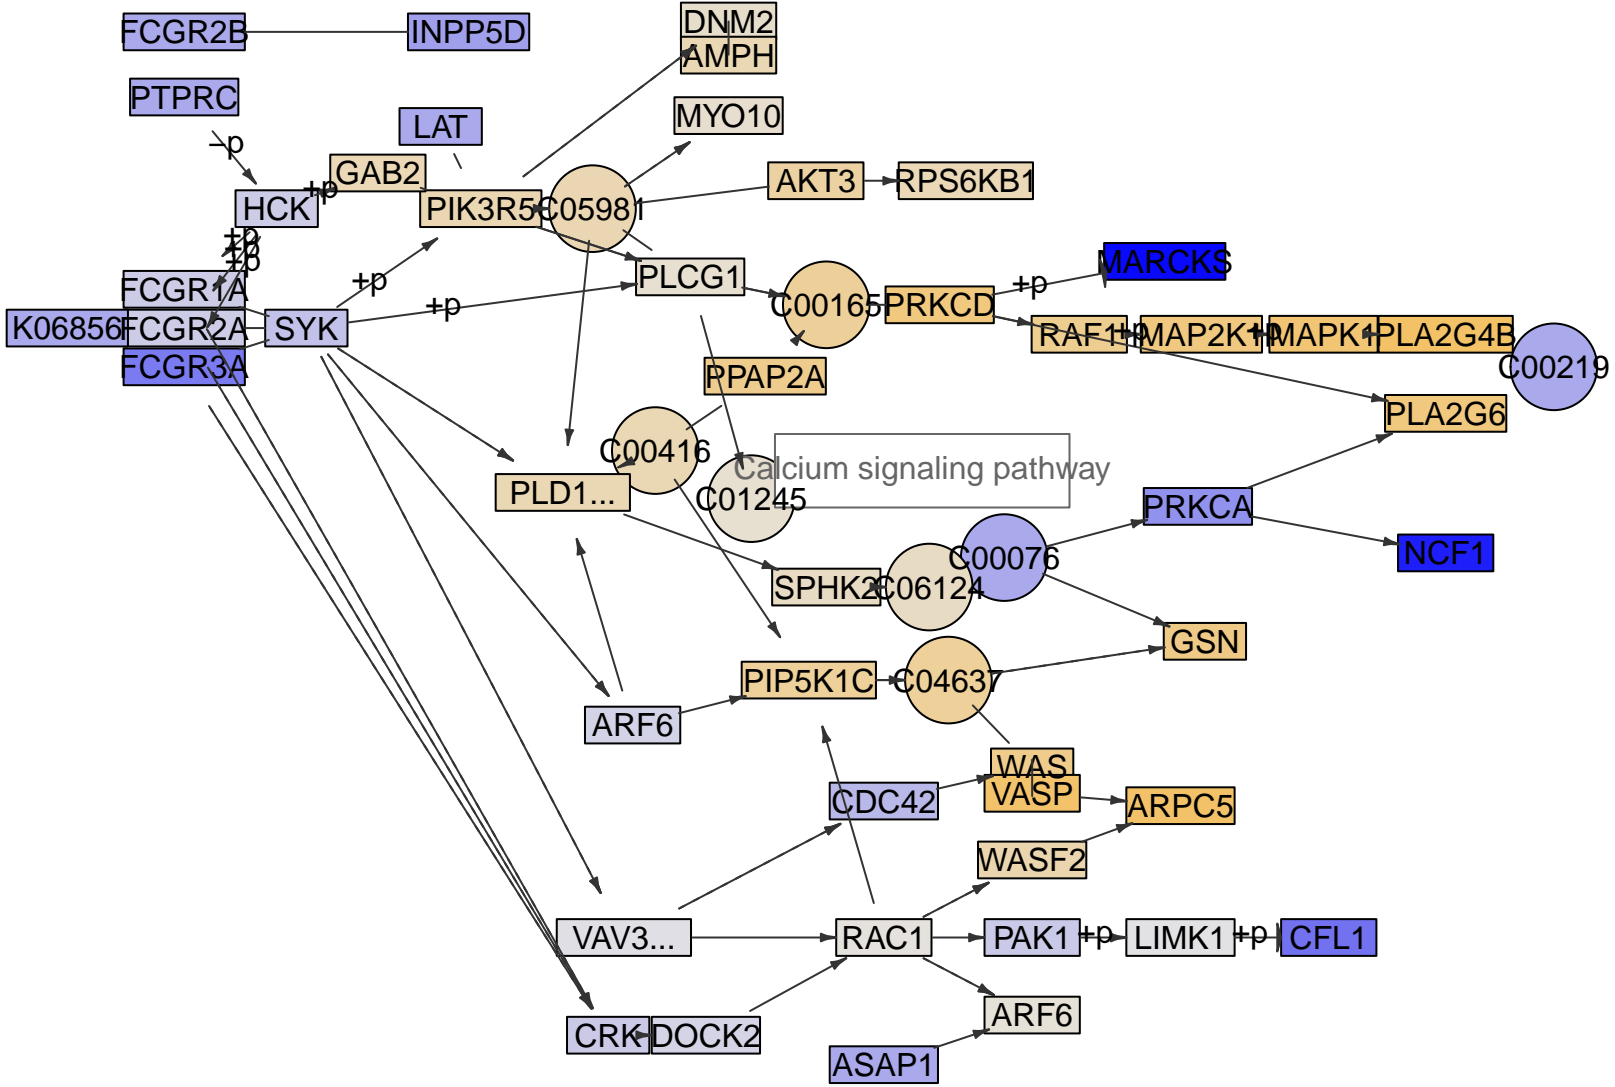 DNM2
FCGR2B
INPP5D
AMPH
PTPRC
LAT
MYO10
–p
GAB2
AKT3
RPS6KB1
+p
HCK
PIK3R5
C05981
+p
+p
+p
MARCKS
+p
PLCG1
+p
FCGR1A
C00165
PRKCD
+p
K06856
FCGR2A
SYK
RAF1
+p
MAP2K1
+p
MAPK1
PLA2G4B
FCGR3A
PPAP2A
C00219
PLA2G6
C00416
Calcium signaling pathway
PLD1...
C01245
PRKCA
C00076
NCF1
SPHK2
C06124
GSN
PIP5K1C
C04637
ARF6
WAS
VASP
CDC42
ARPC5
WASF2
VAV3...
RAC1
PAK1
+p
LIMK1
+p
CFL1
ARF6
CRK
DOCK2
ASAP1